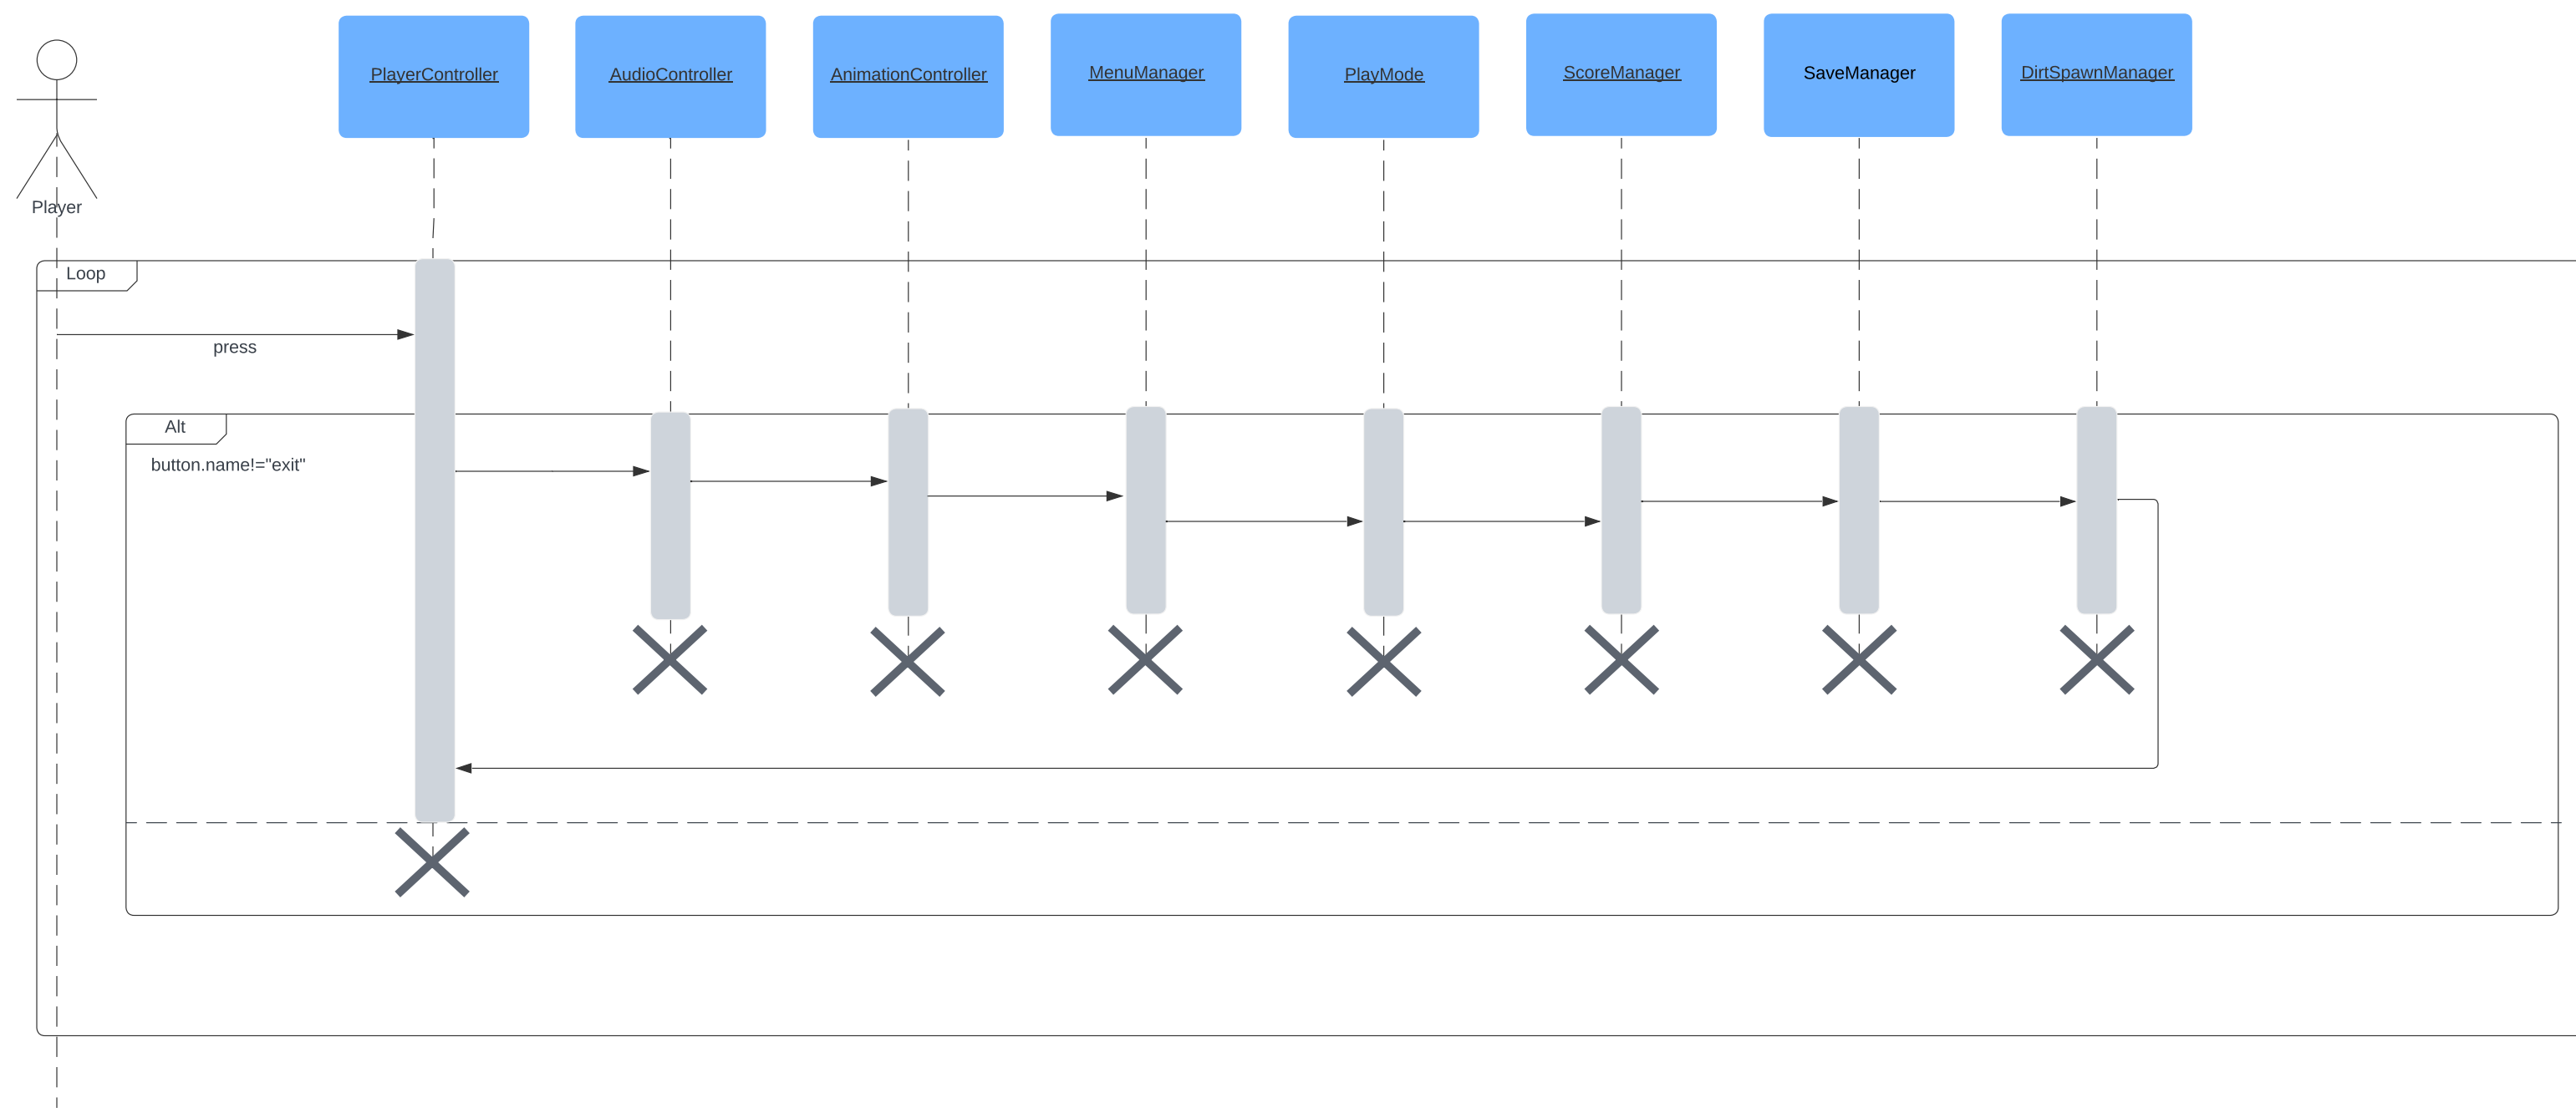 PlayerController
AudioController
AnimationController
MenuManager
PlayMode
ScoreManager
SaveManager
DirtSpawnManager
Player
Loop
press
Alt
button.name!="exit"